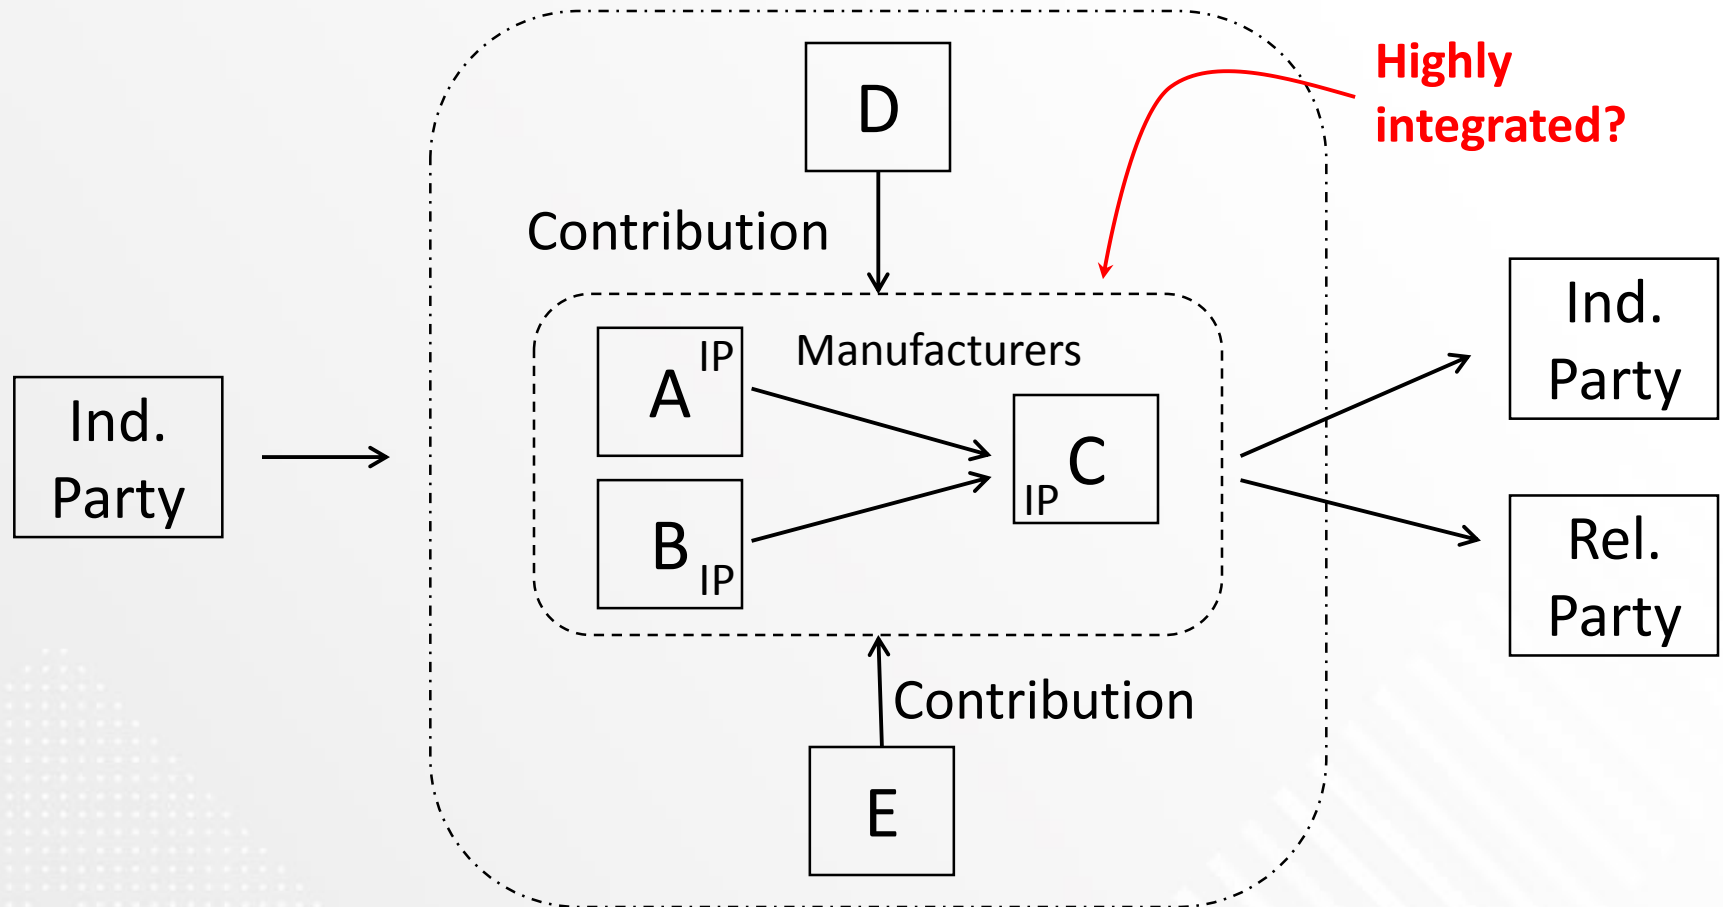 Highly
integrated?
D
Contribution
Manufacturers
A IP
B IP
C
IP
Ind.
Party
Ind.
Party
Rel.
Party
Contribution
E